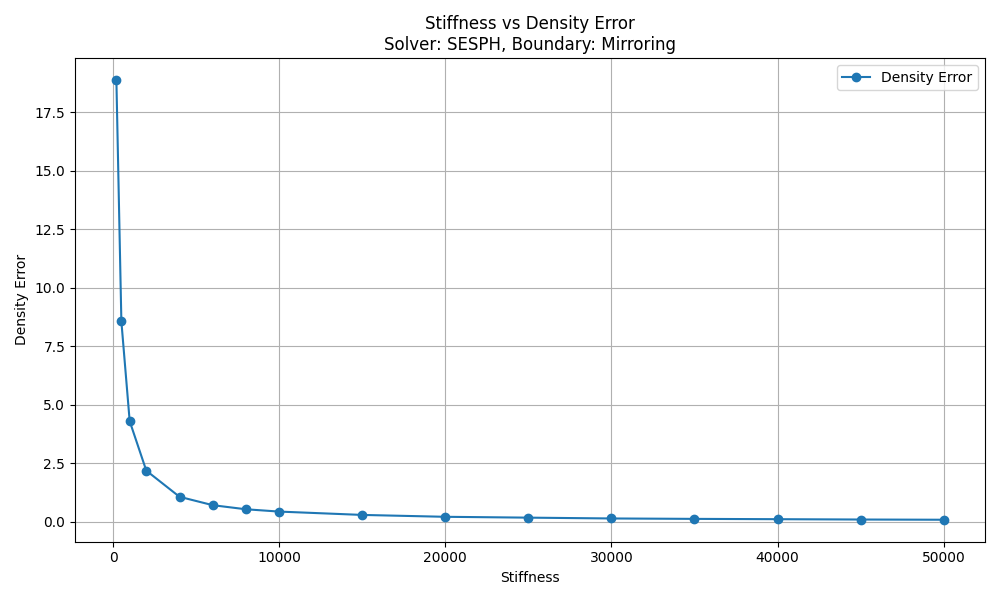 Stiffness vs Density Error
Solver: SESPH, Boundary: Mirroring
Density Error
17.5
15.0
12.5
10.0
7.5
5.0
2.5
0.0
Density Error
0 10000 20000 30000 40000 50000
Stiffness